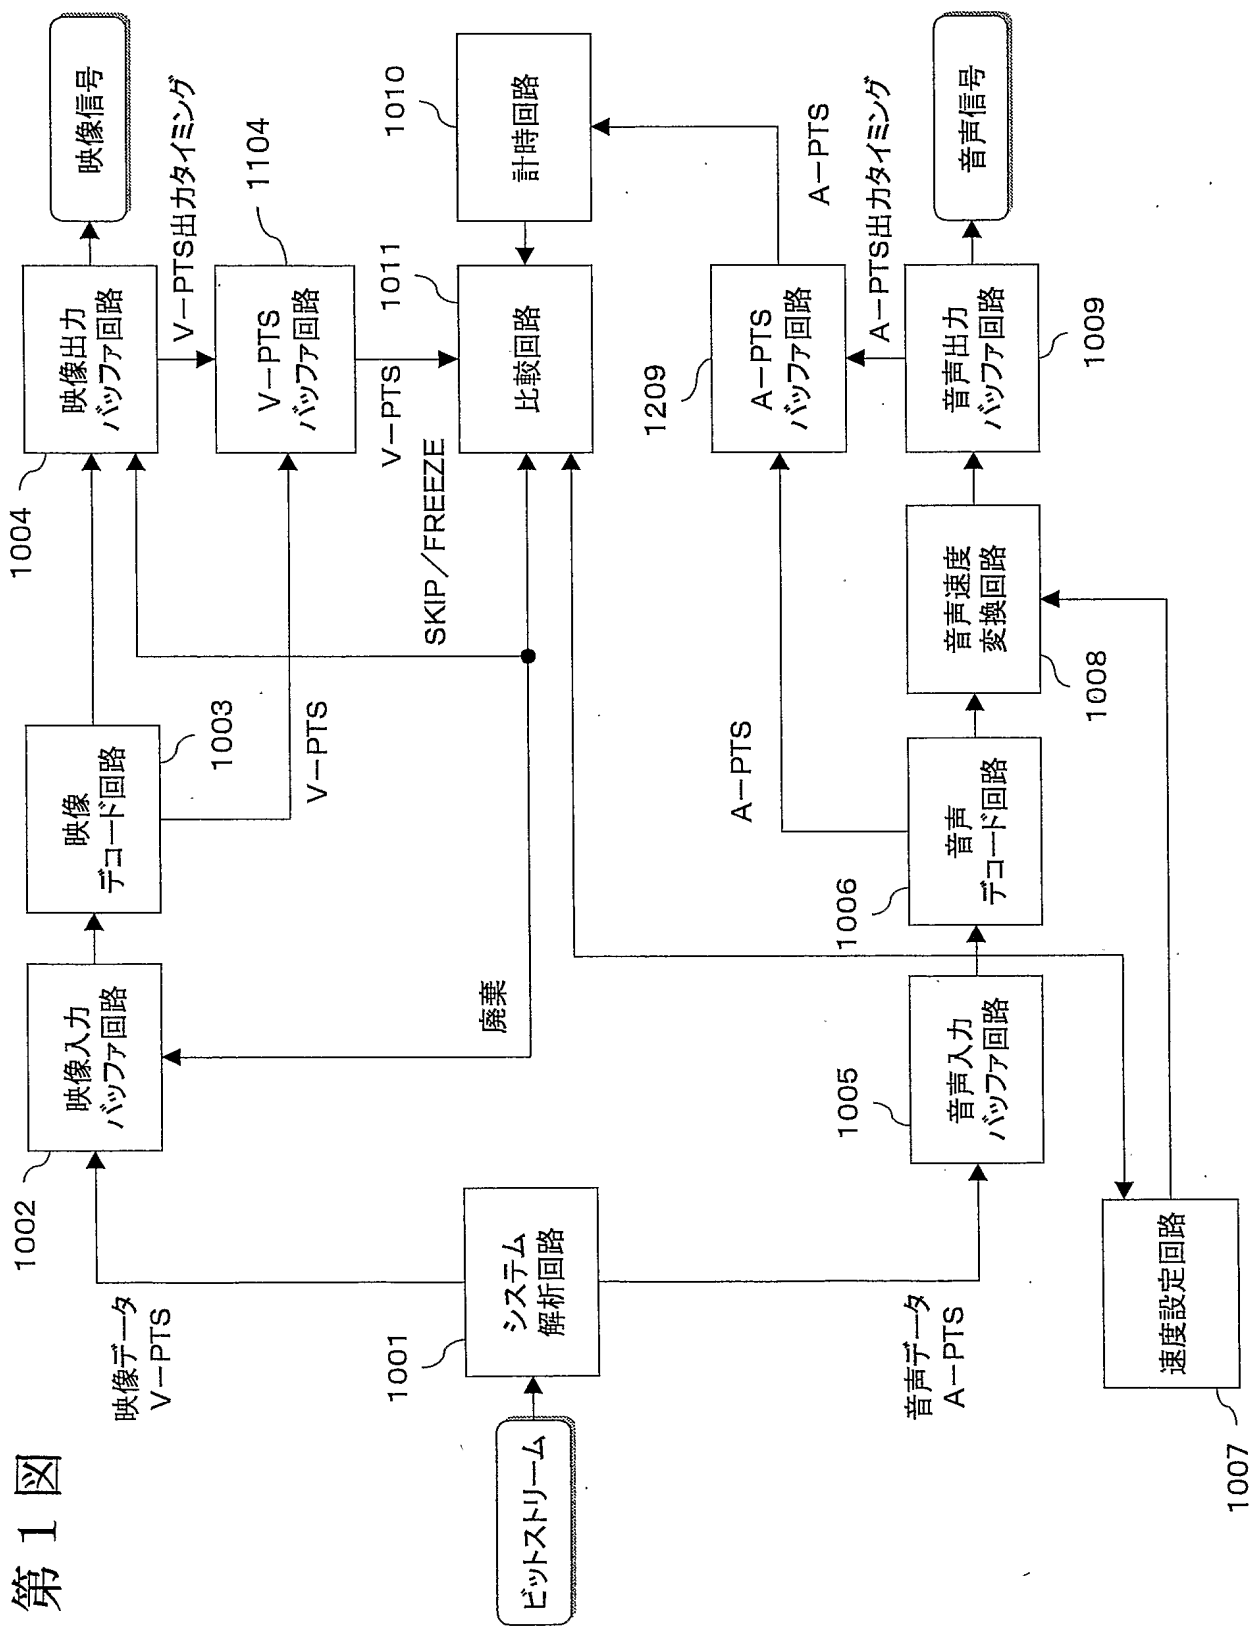 第 1 図
ビットストリーム
1001
システム
解析回路
映像データ
V−PTS
音声データ
A−PTS
1002
映像入力
バッファ回路
廃棄
1003
映像
デコード回路
V−PTS
SKIP／FREEZE
1004
映像出力
バッファ回路
映像信号
V−PTS出力タイミング
1104
V−PTS
バッファ回路
V−PTS
1011
比較回路
1010
計時回路
A−PTS
1209
A−PTS
バッファ回路
A−PTS出力タイミング
A−PTS
1005
音声入力
バッファ回路
1006
音声
デコード回路
1008
音声速度
変換回路
1009
音声出力
バッファ回路
音声信号
1007
速度設定回路